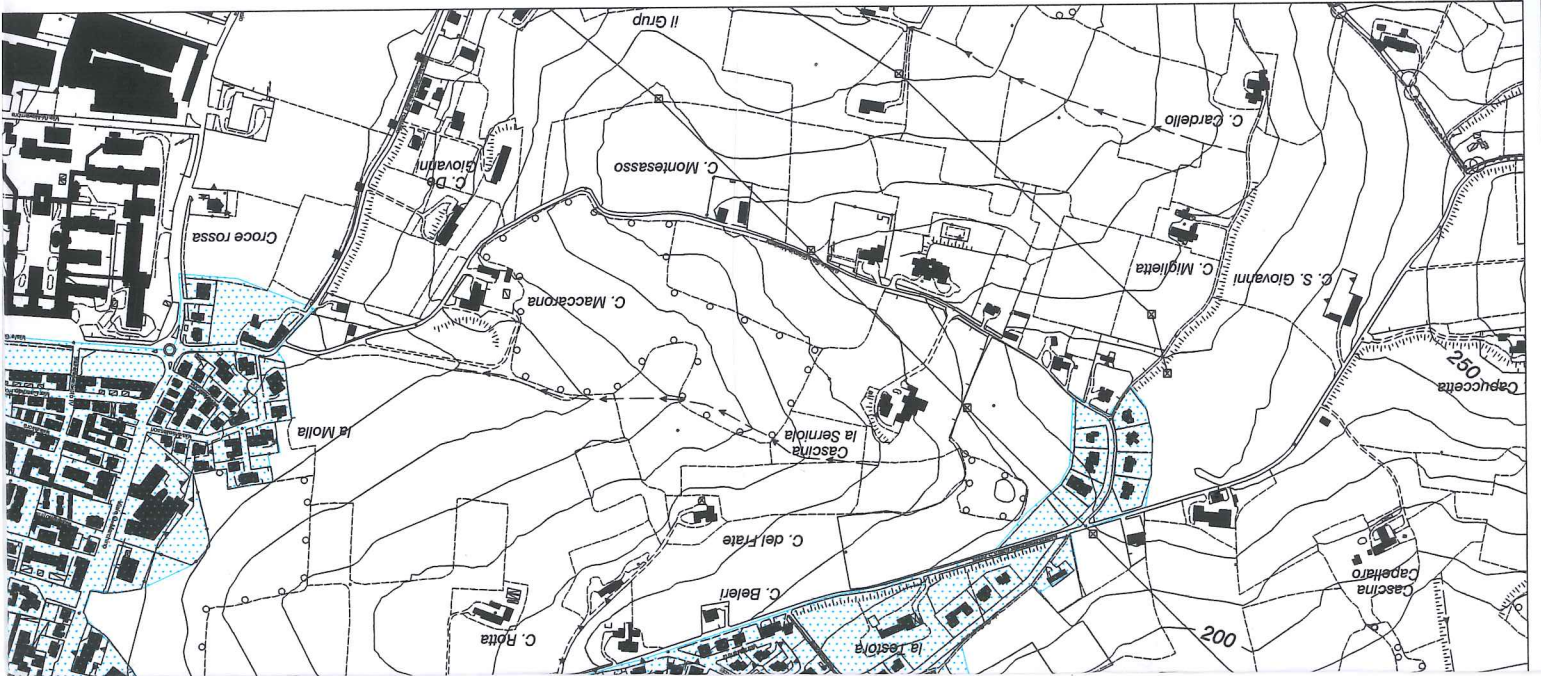 il Grup
C. Cardello
C. Montesasso
C. De
Giovanni
Croce rossa
C. Miglietta
C. S. Giovanni
C. Maccarona
250
Capuccetta
la Molla
Cascina
la Serniola
C. del Frate
C. Beleri
Cascina
Capellaro
C. Rotta
la Testora
200